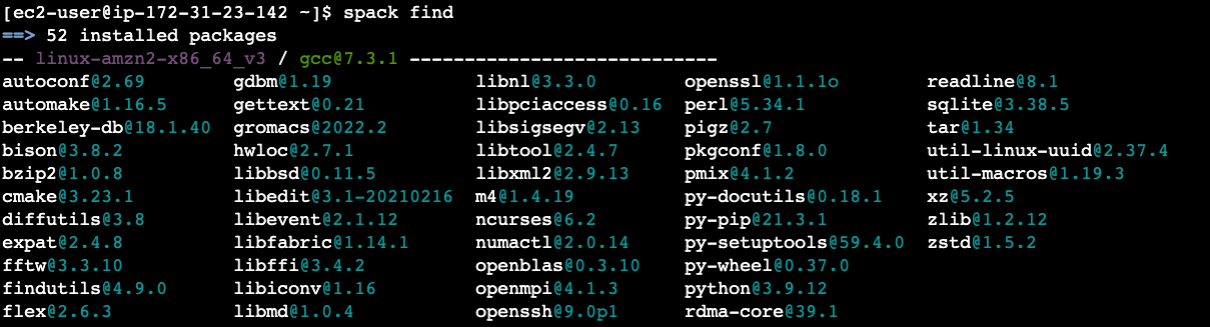 [ec2-user@ip-172-31-23-142 ~]$ spack find
==> 52 installed packages
-- linux-amzn2-x86_64_v3 / gcc@7.3.1 ----------------------------
autoconf@2.69 gdbm@1.19 libnl@3.3.0 openssl@1.1.1o readline@8.1
automake@1.16.5 gettext@0.21 libpciaccess@0.16 perl@5.34.1 sqlite@3.38.5
berkeley-db@18.1.40 gromacs@2022.2 libsigsegv@2.13 pigz@2.7 tar@1.34
bison@3.8.2 hwloc@2.7.1 libtool@2.4.7 pkgconf@1.8.0 util-linux-uuid@2.37.4
bzip2@1.0.8 libbsd@0.11.5 libxml2@2.9.13 pmix@4.1.2 util-macros@1.19.3
cmake@3.23.1 libedit@3.1-20210216 m4@1.4.19 py-docutils@0.18.1 xz@5.2.5
diffutils@3.8 libevent@2.1.12 ncurses@6.2 py-pip@21.3.1 zlib@1.2.12
expat@2.4.8 libfabric@1.14.1 numactl@2.0.14 py-setuptools@59.4.0 zstd@1.5.2
fftw@3.3.10 libffi@3.4.2 openblas@0.3.10 py-wheel@0.37.0
findutils@4.9.0 libiconv@1.16 openmpi@4.1.3 python@3.9.12
flex@2.6.3 libmd@1.0.4 openssh@9.0p1 rdma-core@39.1